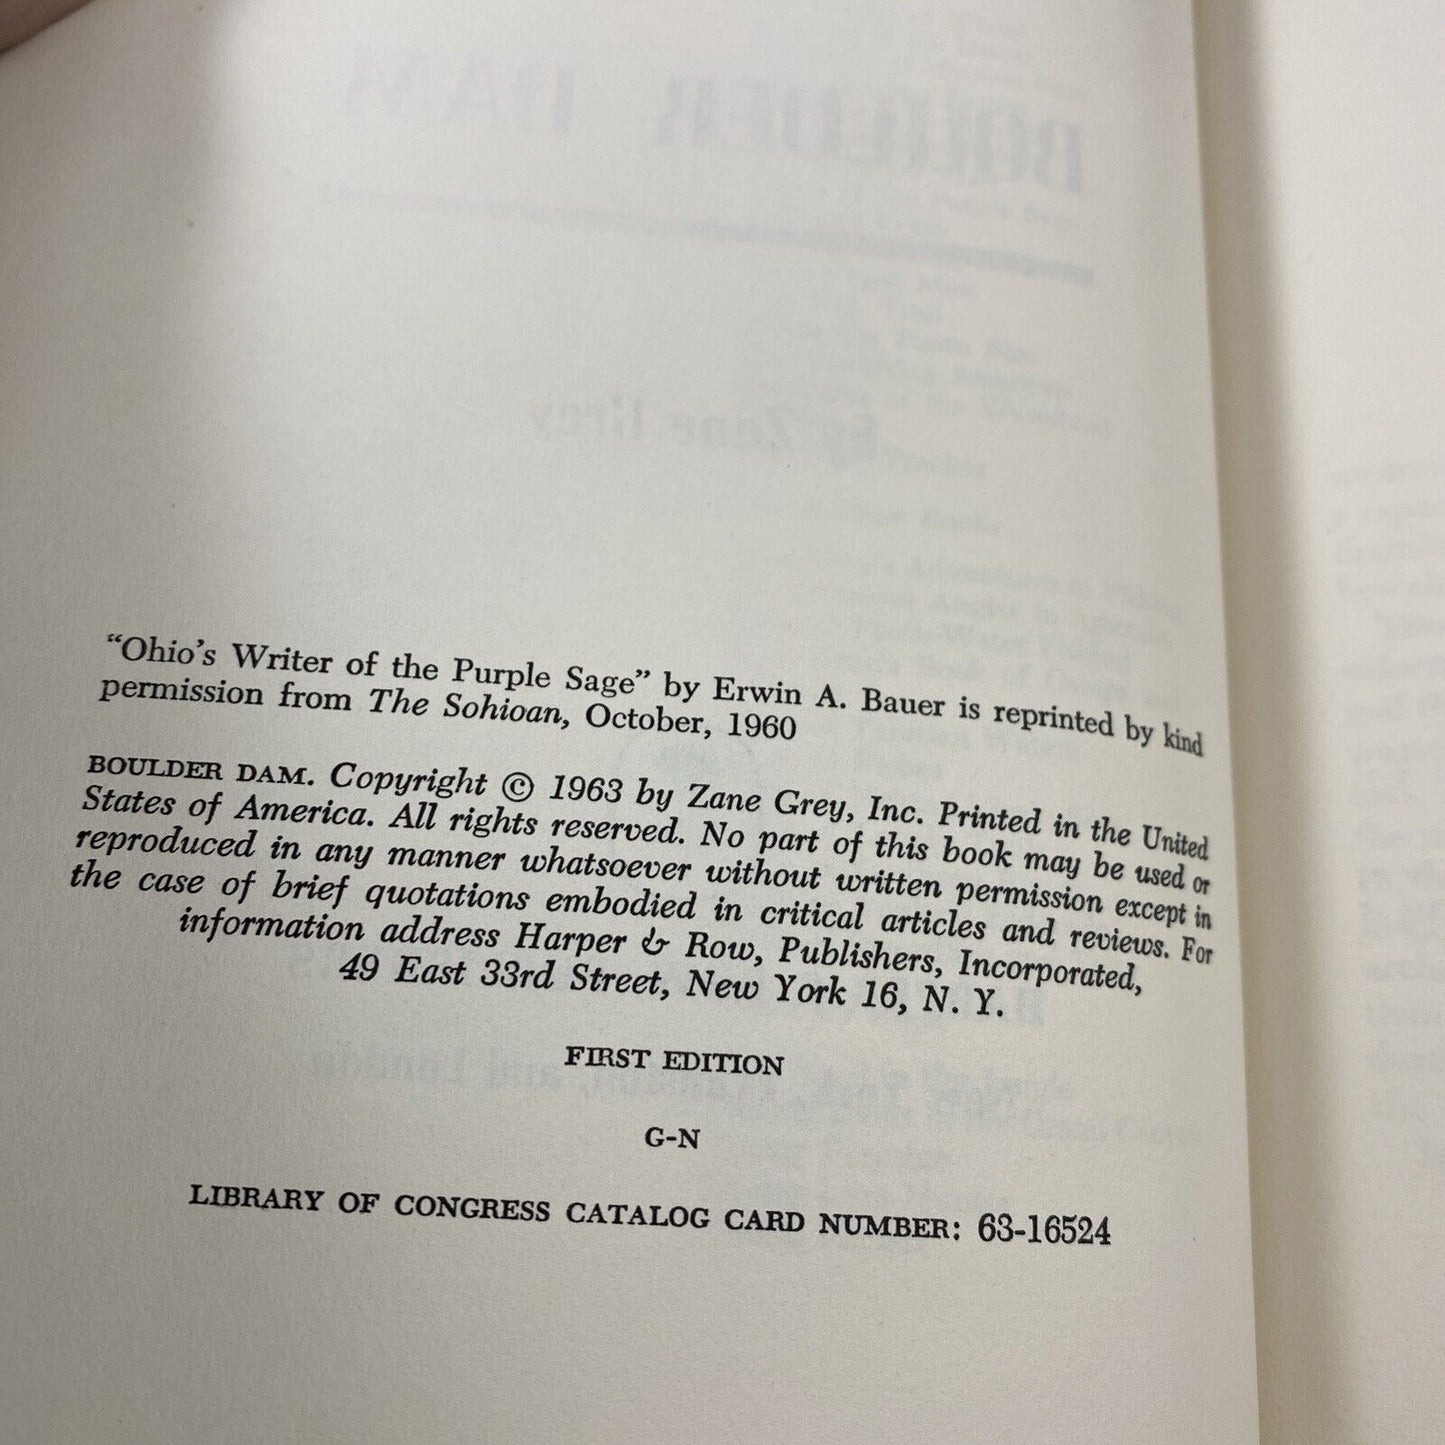 “Ohio’s Writer of the Purple Sage” by Erwin A. Bauer is reprinted by kind
permission from The Sohioan, October, 1960
BOULDER DAM. Copyright © 1963 by Zane Grey, Inc. Printed in the United
States of America. All rights reserved. No part of this book may be used or
reproduced in any manner whatsoever without written permission except in
the case of brief quotations embodied in critical articles and reviews. For
information address Harper & Row, Publishers, Incorporated,
49 East 33rd Street, New York 16, N. Y.
FIRST EDITION
G-N
LIBRARY OF CONGRESS CATALOG CARD NUMBER: 63-16524